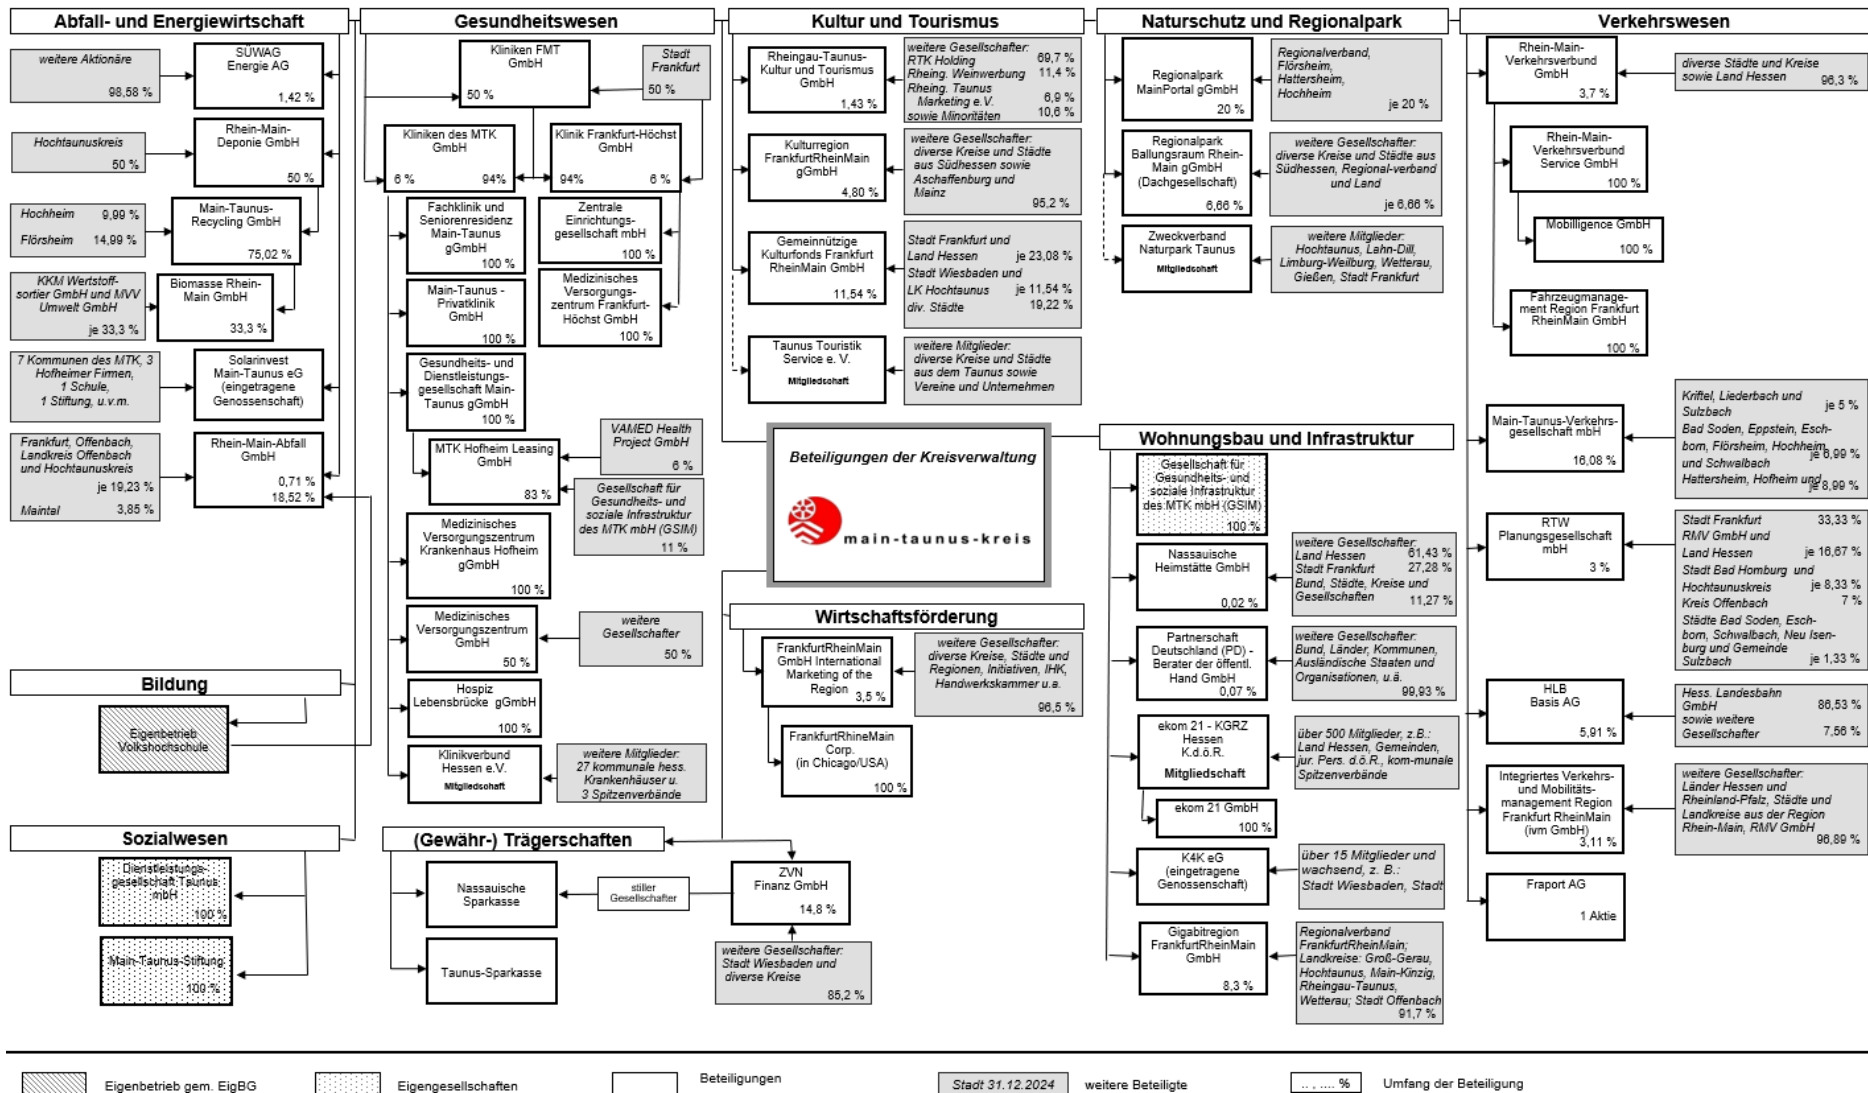 Abfall- und Energiewirtschaft
weitere Aktionäre
98,58 %
SÜWAG
Energie AG
1,42 %
Hochtaunuskreis
50 %
Rhein-Main-
Deponie GmbH
50 %
Hochheim 9,99 %
Flörsheim 14,99 %
Main-Taunus-
Recycling GmbH
75,02 %
KKM Wertstoff-
sortier GmbH und MVV
Umwelt GmbH
je 33,3 %
Biomasse Rhein-
Main GmbH
33,3 %
7 Kommunen des MTK, 3
Hofheimer Firmen,
1 Schule,
1 Stiftung, u.v.m.
Solarinvest
Main-Taunus eG
(eingetragene
Genossenschaft)
Frankfurt, Offenbach,
Landkreis Offenbach
und Hochtaunuskreis
je 19,23 %
Maintal 3,85 %
Rhein-Main-Abfall
GmbH
0,71 %
18,52 %
Bildung
Eigenbetrieb
Volkshochschule
Sozialwesen
Dienstleistungs-
gesellschaft Taunus
mbH
100 %
Main-Taunus-Stiftung
100 %
Gesundheitswesen
Kliniken FMT
GmbH
50 %
Stadt
Frankfurt
50 %
Kliniken des MTK
GmbH
6 % 94%
Klinik Frankfurt-Höchst
GmbH
94% 6 %
Fachklinik und
Seniorenresidenz
Main-Taunus
gGmbH
100 %
Zentrale
Einrichtungs-
gesellschaft mbH
100 %
Main-Taunus -
Privatklinik
GmbH
100 %
Medizinisches
Versorgungs-
zentrum Frankfurt-
Höchst GmbH
100 %
Gesundheits- und
Dienstleistungs-
gesellschaft Main-
Taunus gGmbH
100 %
MTK Hofheim Leasing
GmbH
83 %
VAMED Health
Project GmbH
6 %
Gesellschaft für
Gesundheits- und
soziale Infrastruktur
des MTK mbH (GSIM)
11 %
Medizinisches
Versorgungszentrum
Krankenhaus Hofheim
gGmbH
100 %
Medizinisches
Versorgungszentrum
GmbH
50 %
weitere
Gesellschafter
50 %
Hospiz
Lebensbrücke gGmbH
100 %
Klinikverbund
Hessen e.V.
Mitgliedschaft
weitere Mitglieder:
27 kommunale hess.
Krankenhäuser u.
3 Spitzenverbände
(Gewähr-) Trägerschaften
Nassauische
Sparkasse
stiller
Gesellschafter
ZVN
Finanz GmbH
14,8 %
Taunus-Sparkasse
weitere Gesellschafter:
Stadt Wiesbaden und
diverse Kreise
85,2 %
Kultur und Tourismus
Rheingau-Taunus-
Kultur und Tourismus
GmbH
1,43 %
weitere Gesellschafter:
RTK Holding 69,7 %
Rheing. Weinwerbung 11,4 %
Rheing. Taunus
Marketing e.V. 6,9 %
sowie Minoritäten 10,6 %
Kulturregion
FrankfurtRheinMain
gGmbH
4,80 %
weitere Gesellschafter:
diverse Kreise und Städte
aus Südhessen sowie
Aschaffenburg und
Mainz
95,2 %
Gemeinnützige
Kulturfonds Frankfurt
RheinMain GmbH
11,54 %
Stadt Frankfurt und
Land Hessen je 23,08 %
Stadt Wiesbaden und
LK Hochtaunus je 11,54 %
div. Städte 19,22 %
Taunus Touristik
Service e. V.
Mitgliedschaft
weitere Mitglieder:
diverse Kreise und Städte
aus dem Taunus sowie
Vereine und Unternehmen
Beteiligungen der Kreisverwaltung
main-taunus-kreis
Wirtschaftsförderung
FrankfurtRheinMain
GmbH International
Marketing of the
Region
3,5 %
weitere Gesellschafter:
diverse Kreise, Städte und
Regionen, Initiativen, IHK,
Handwerkskammer u.a.
96,5 %
FrankfurtRhineMain
Corp.
(in Chicago/USA)
100 %
Naturschutz und Regionalpark
Regionalpark
MainPortal gGmbH
20 %
Regionalverband,
Flörsheim,
Hattersheim,
Hochheim
je 20 %
Regionalpark
Ballungsraum Rhein-
Main gGmbH
(Dachgesellschaft)
6,66 %
weitere Gesellschafter:
diverse Kreise und Städte aus
Südhessen, Regional-verband
und Land
je 6,66 %
Zweckverband
Naturpark Taunus
Mitgliedschaft
weitere Mitglieder:
Hochtaunus, Lahn-Dill,
Limburg-Weilburg, Wetterau,
Gießen, Stadt Frankfurt
Wohnungsbau und Infrastruktur
Gesellschaft für
Gesundheits- und
soziale Infrastruktur
des MTK mbH (GSIM)
100 %
Nassauische
Heimstätte GmbH
0,02 %
weitere Gesellschafter:
Land Hessen 61,43 %
Stadt Frankfurt 27,28 %
Bund, Städte, Kreise und
Gesellschaften 11,27 %
Partnerschaft
Deutschland (PD) -
Berater der öffentl.
Hand GmbH
0,07 %
weitere Gesellschafter:
Bund, Länder, Kommunen,
Ausländische Staaten und
Organisationen, u.ä.
99,93 %
ekom 21 - KGRZ
Hessen
K.d.ö.R.
Mitgliedschaft
über 500 Mitglieder, z.B.:
Land Hessen, Gemeinden,
jur. Pers. d.ö.R., kom-munale
Spitzenverbände
ekom 21 GmbH
100 %
K4K eG
(eingetragene
Genossenschaft)
über 15 Mitglieder und
wachsend, z. B.:
Stadt Wiesbaden, Stadt
Gigabitregion
FrankfurtRheinMain
GmbH
8,3 %
Regionalverband
FrankfurtRheinMain;
Landkreise: Groß-Gerau,
Hochtaunus, Main-Kinzig,
Rheingau-Taunus,
Wetterau; Stadt Offenbach
91,7 %
Verkehrswesen
Rhein-Main-
Verkehrsverbund
GmbH
3,7 %
diverse Städte und Kreise
sowie Land Hessen
96,3 %
Rhein-Main-
Verkehrsverbund
Service GmbH
100 %
Mobilligence GmbH
100 %
Fahrzeugmanage-
ment Region Frankfurt
RheinMain GmbH
100 %
Main-Taunus-Verkehrs-
gesellschaft mbH
16,08 %
Kriftel, Liederbach und
Sulzbach je 5 %
Bad Soden, Eppstein, Esch-
born, Flörsheim, Hochheim
und Schwalbach je 6,99 %
Hattersheim, Hofheim und je 8,99 %
RTW
Planungsgesellschaft
mbH
3 %
Stadt Frankfurt 33,33 %
RMV GmbH und
Land Hessen je 16,67 %
Stadt Bad Homburg und
Hochtaunuskreis je 8,33 %
Kreis Offenbach 7 %
Städte Bad Soden, Esch-
born, Schwalbach, Neu Isen-
burg und Gemeinde
Sulzbach je 1,33 %
HLB
Basis AG
5,91 %
Hess. Landesbahn
GmbH 86,53 %
sowie weitere
Gesellschafter 7,56 %
Integriertes Verkehrs-
und Mobilitäts-
management Region
Frankfurt RheinMain
(ivm GmbH)
3,11 %
weitere Gesellschafter:
Länder Hessen und
Rheinland-Pfalz, Städte und
Landkreise aus der Region
Rhein-Main, RMV GmbH
96,89 %
Fraport AG
1 Aktie
Eigenbetrieb gem. EigBG
Eigengesellschaften
Beteiligungen
Stadt 31.12.2024
weitere Beteiligte
.. , .... %
Umfang der Beteiligung